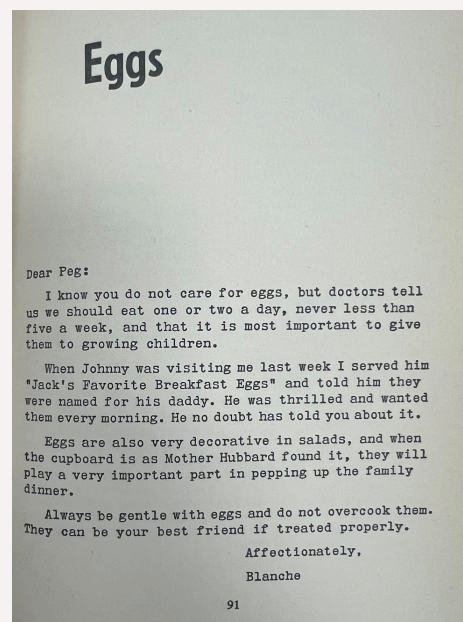 Eggs
Dear Peg:
I know you do not care for eggs, but doctors tell
us we should eat one or two a day, never less than
five a week, and that it is most important to give
them to growing children.
When Johnny was visiting me last week I served him
"Jack's Favorite Breakfast Eggs" and told him they
were named for his daddy. He was thrilled and wanted
them every morning. He no doubt has told you about it.
Eggs are also very decorative in salads, and when
the cupboard is as Mother Hubbard found it, they will
play a very important part in pepping up the family
dinner.
Always be gentle with eggs and do not overcook them.
They can be your best friend if treated properly.
Affectionately,
Blanche
91